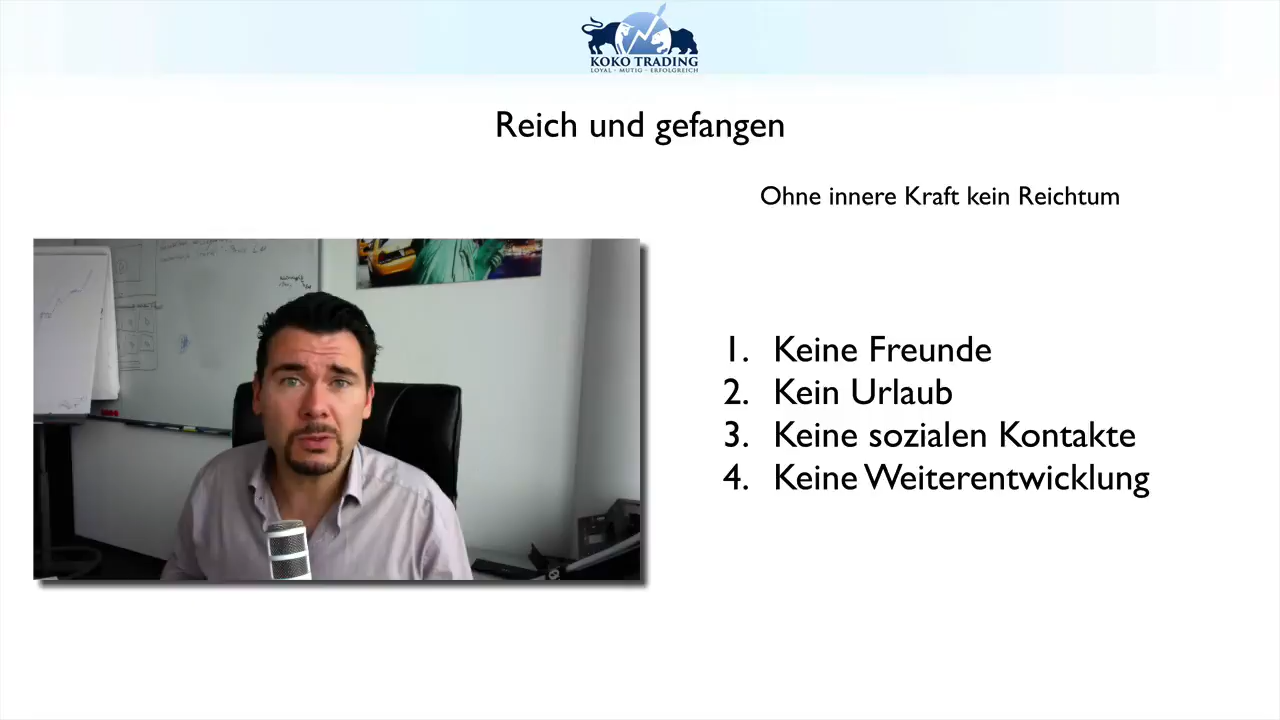 KOKO TRADING
LOYAL - MUTIG - ERFOLGREICH
Reich und gefangen
Ohne innere Kraft kein Reichtum
1. Keine Freunde
2. Kein Urlaub
3. Keine sozialen Kontakte
4. Keine Weiterentwicklung